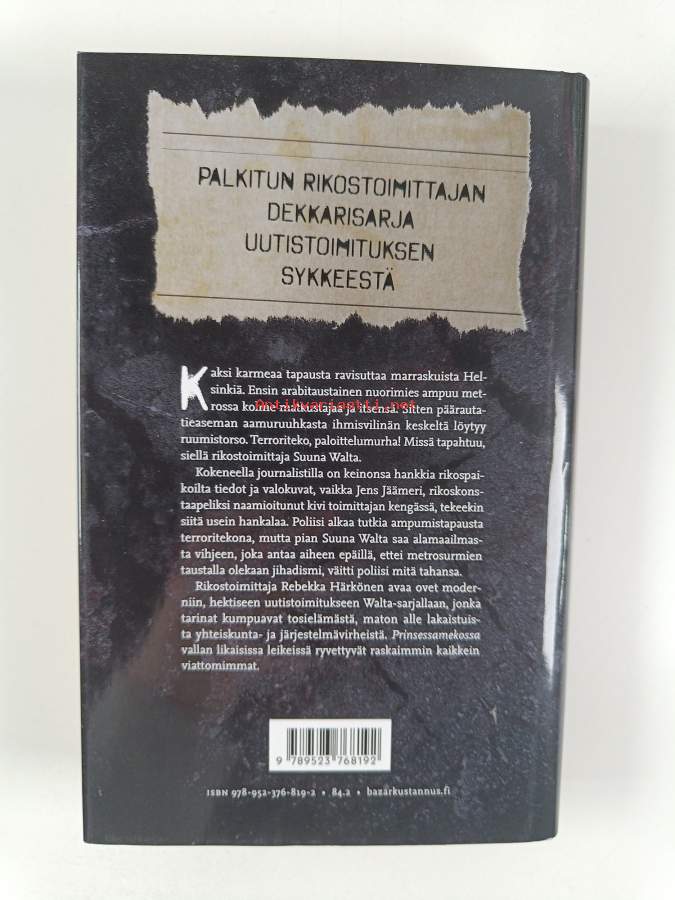 PALKITUN RIKOSTOIMITTAJAN
DEKKARISARJA
UUTISTOIMITUKSEN
SYKKEESTÄ
Kaksi karmeaa tapausta ravisuttaa marraskuista Hel-
sinkiä. Ensin arabitaustainen nuorimies ampuu met-
rossa kolme matkustajaa ja itsensä. Sitten päärauta-
Antikvariaatti.net
tieaseman aamuruuhkasta ihmisvilinän keskeltä löytyy
ruumistorso. Terroriteko, paloittelumurha! Missä tapahtuu,
siellä rikostoimittaja Suuna Walta.
Kokeneella journalistilla on keinonsa hankkia rikospai-
koilta tiedot ja valokuvat, vaikka Jens Jäämeri, rikoskons-
taapeliksi naamioitunut kivi toimittajan kengässä, tekeekin
siitä usein hankalaa. Poliisi alkaa tutkia ampumistapausta
terroritekona, mutta pian Suuna Walta saa alamaailmas-
ta vihjeen, joka antaa aiheen epäillä, ettei metrosurmien
taustalla olekaan jihadismi, väitti poliisi mitä tahansa.
Rikostoimittaja Rebekka Härkönen avaa ovet moder-
niin, hektiseen uutistoimitukseen Walta-sarjallaan, jonka
tarinat kumpuavat tosielämästä, maton alle lakaistuis-
ta yhteiskunta- ja järjestelmävirheistä. Prinsessamekossa
vallan likaisissa leikeissä ryvettyvät raskaimmin kaikkein
viattomimmat.
9 789523 768192
ISBN 978-952-376-819-2 • 84.2 • bazarkustannus.fi